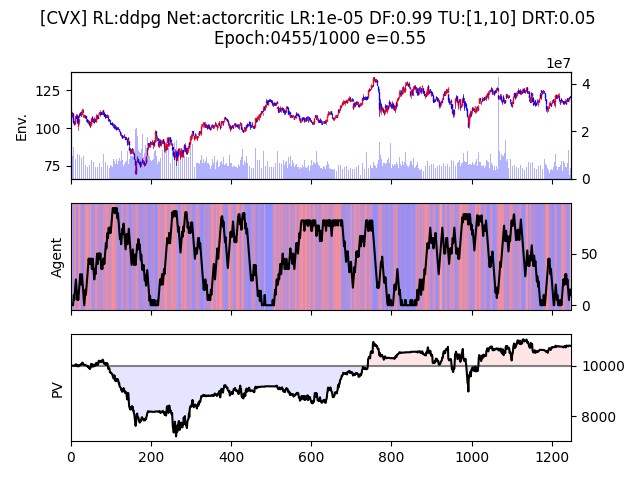 [CVX] RL:ddpg Net:actorcritic LR:1e-05 DF:0.99 TU:[1,10] DRT:0.05
Epoch:0455/1000 e=0.55
1e7
Env.
125
100
75
4
2
0
Agent
50
0
PV
10000
8000
0 200 400 600 800 1000 1200